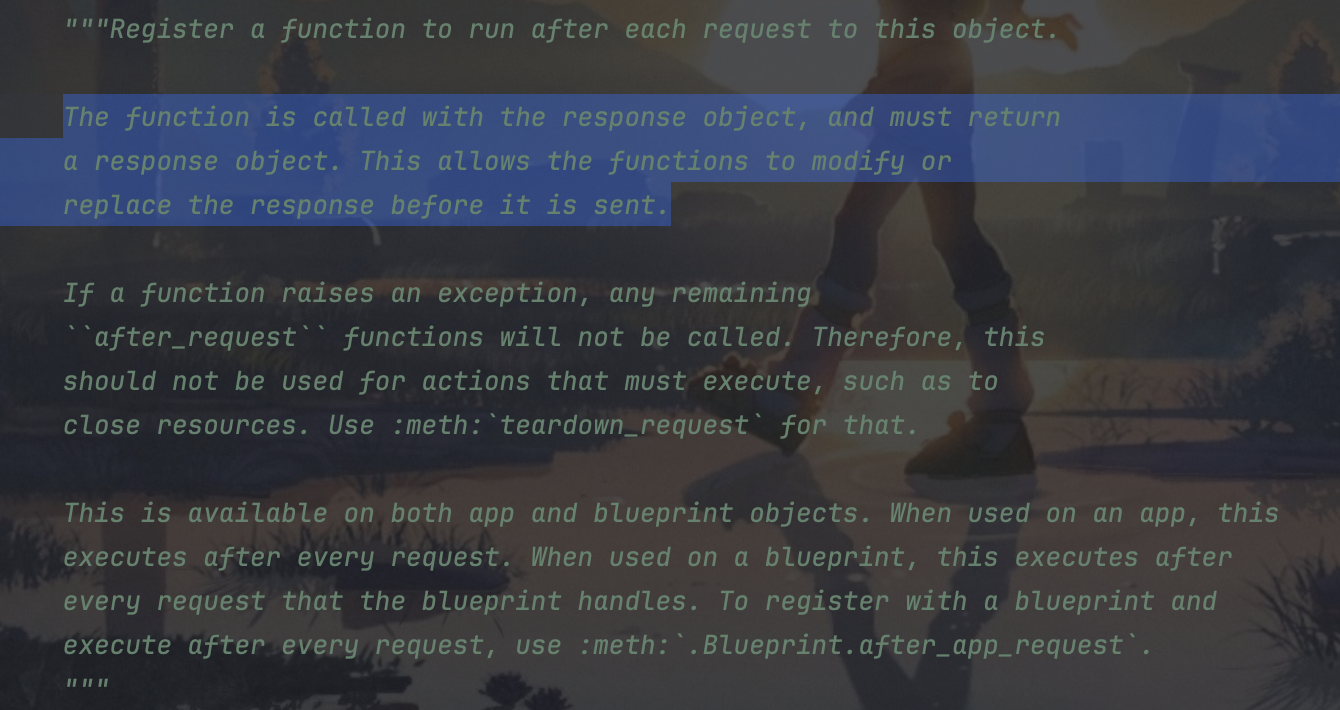 """Register a function to run after each request to this object.
The function is called with the response object, and must return
a response object. This allows the functions to modify or
replace the response before it is sent.
If a function raises an exception, any remaining
``after_request`` functions will not be called. Therefore, this
should not be used for actions that must execute, such as to
close resources. Use :meth:`teardown_request` for that.
This is available on both app and blueprint objects. When used on an app, this
executes after every request. When used on a blueprint, this executes after
every request that the blueprint handles. To register with a blueprint and
execute after every request, use :meth:`.Blueprint.after_app_request`.
"""